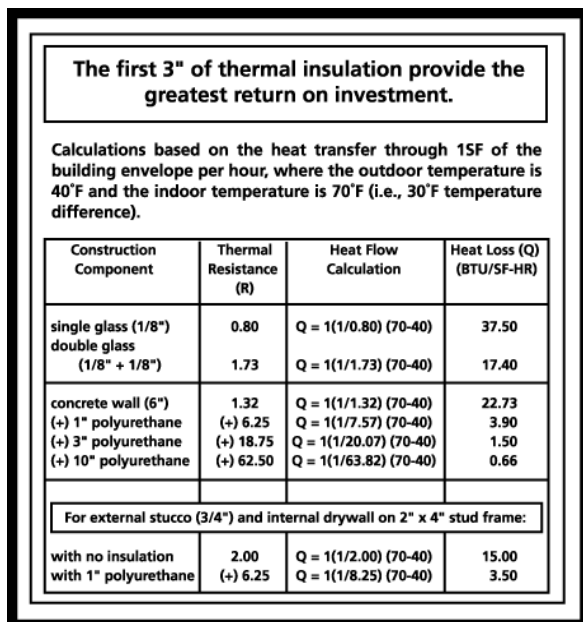 The first 3" of thermal insulation provide the
greatest return on investment.
Calculations based on the heat transfer through 1SF of the
building envelope per hour, where the outdoor temperature is
40˚F and the indoor temperature is 70˚F (i.e., 30˚F temperature
difference).
Construction Component Thermal Resistance (R) Heat Flow Calculation Heat Loss (Q) (BTU/SF-HR)
single glass (1/8") 0.80 Q = 1(1/0.80) (70-40) 37.50
double glass
(1/8" + 1/8") 1.73 Q = 1(1/1.73) (70-40) 17.40
concrete wall (6") 1.32 Q = 1(1/1.32) (70-40) 22.73
(+) 1" polyurethane (+) 6.25 Q = 1(1/7.57) (70-40) 3.90
(+) 3" polyurethane (+) 18.75 Q = 1(1/20.07) (70-40) 1.50
(+) 10" polyurethane (+) 62.50 Q = 1(1/63.82) (70-40) 0.66
For external stucco (3/4") and internal drywall on 2" x 4" stud frame:
with no insulation 2.00 Q = 1(1/2.00) (70-40) 15.00
with 1" polyurethane (+) 6.25 Q = 1(1/8.25) (70-40) 3.50